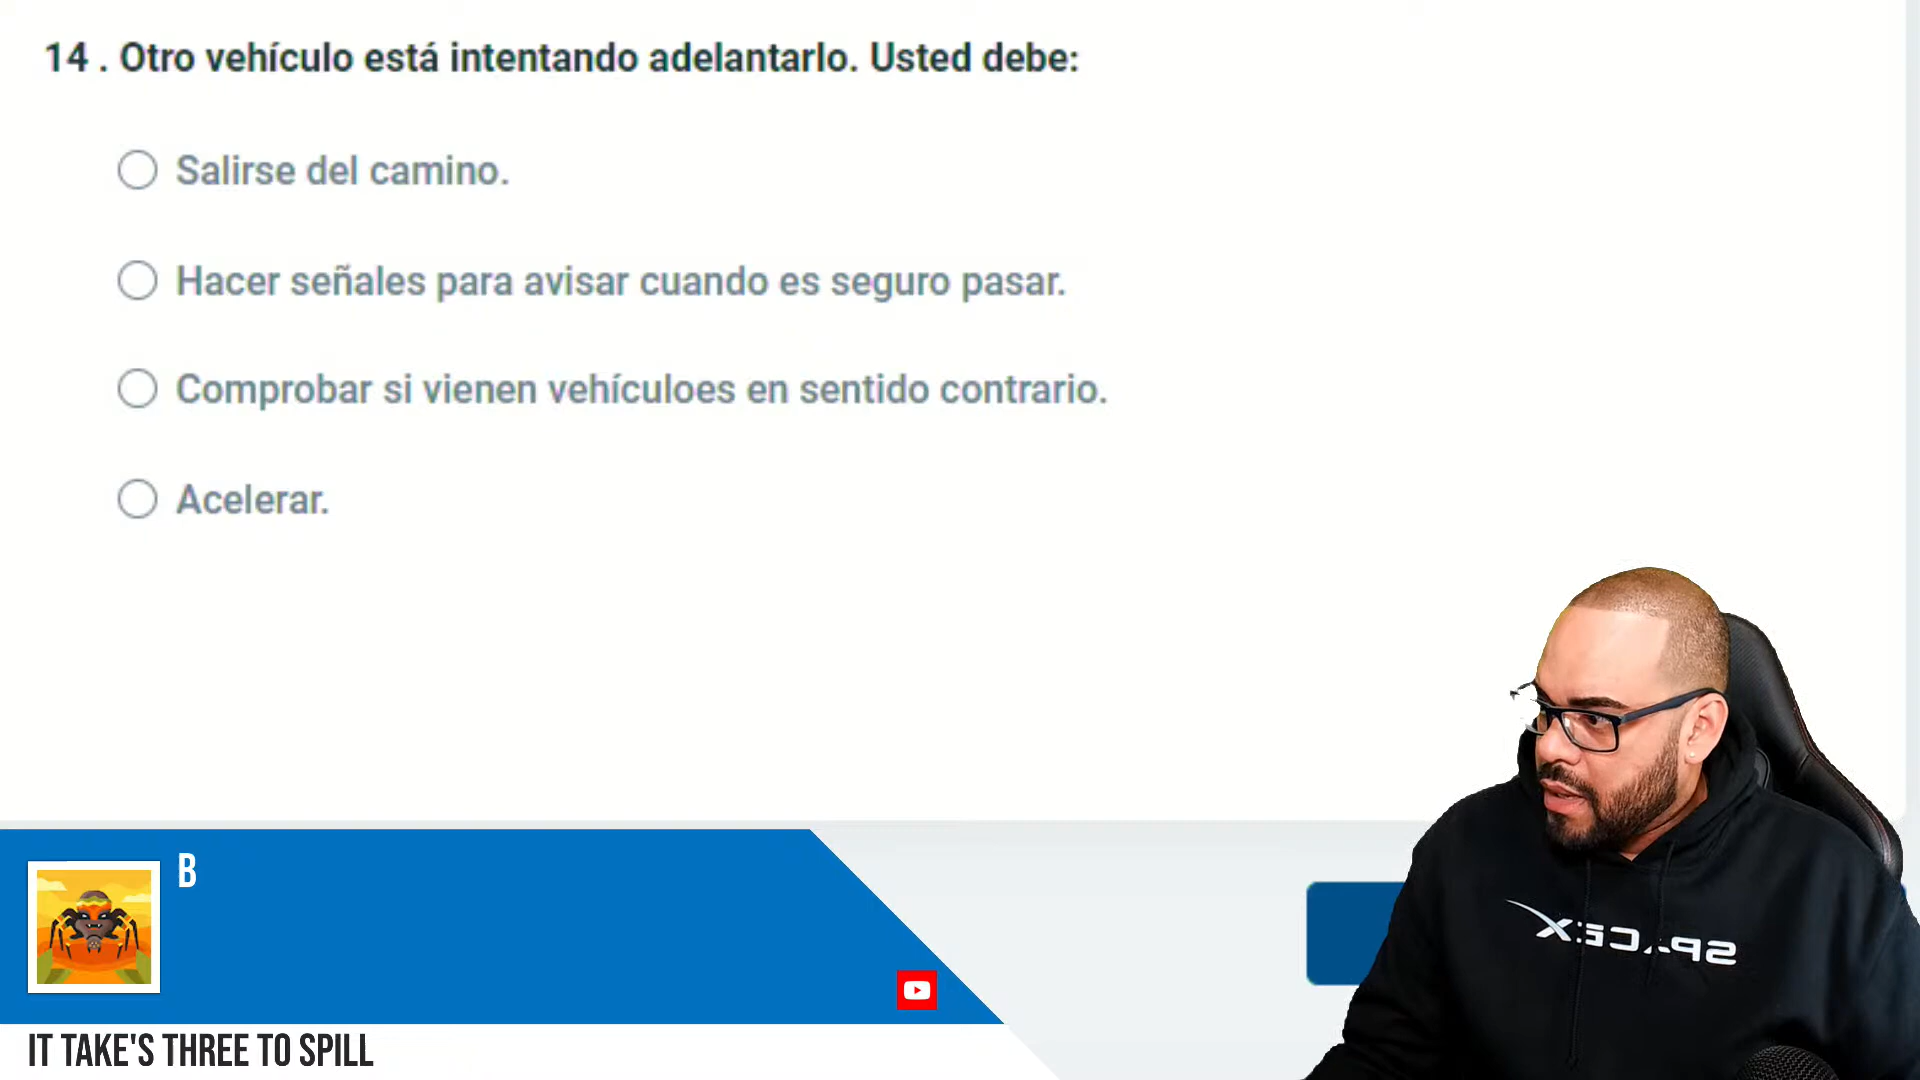 14 . Otro vehículo está intentando adelantarlo. Usted debe:
Salirse del camino.
Hacer señales para avisar cuando es seguro pasar.
Comprobar si vienen vehículoes en sentido contrario.
Acelerar.
B
IT TAKE'S THREE TO SPILL
SPACEX